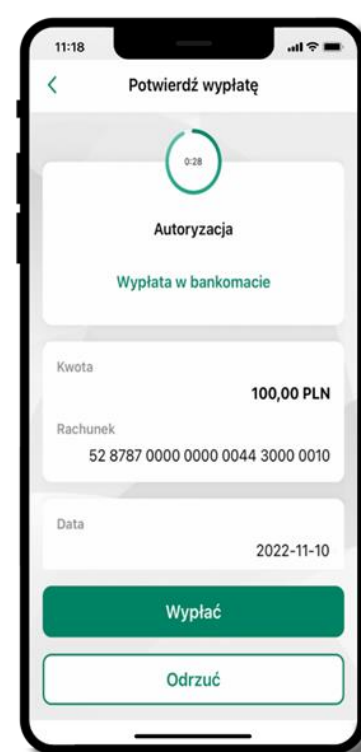 11:18
Potwierdź wypłatę
0:28
Autoryzacja
Wypłata w bankomacie
Kwota
100,00 PLN
Rachunek
52 8787 0000 0000 0044 3000 0010
Data
2022-11-10
Wypłać
Odrzuć